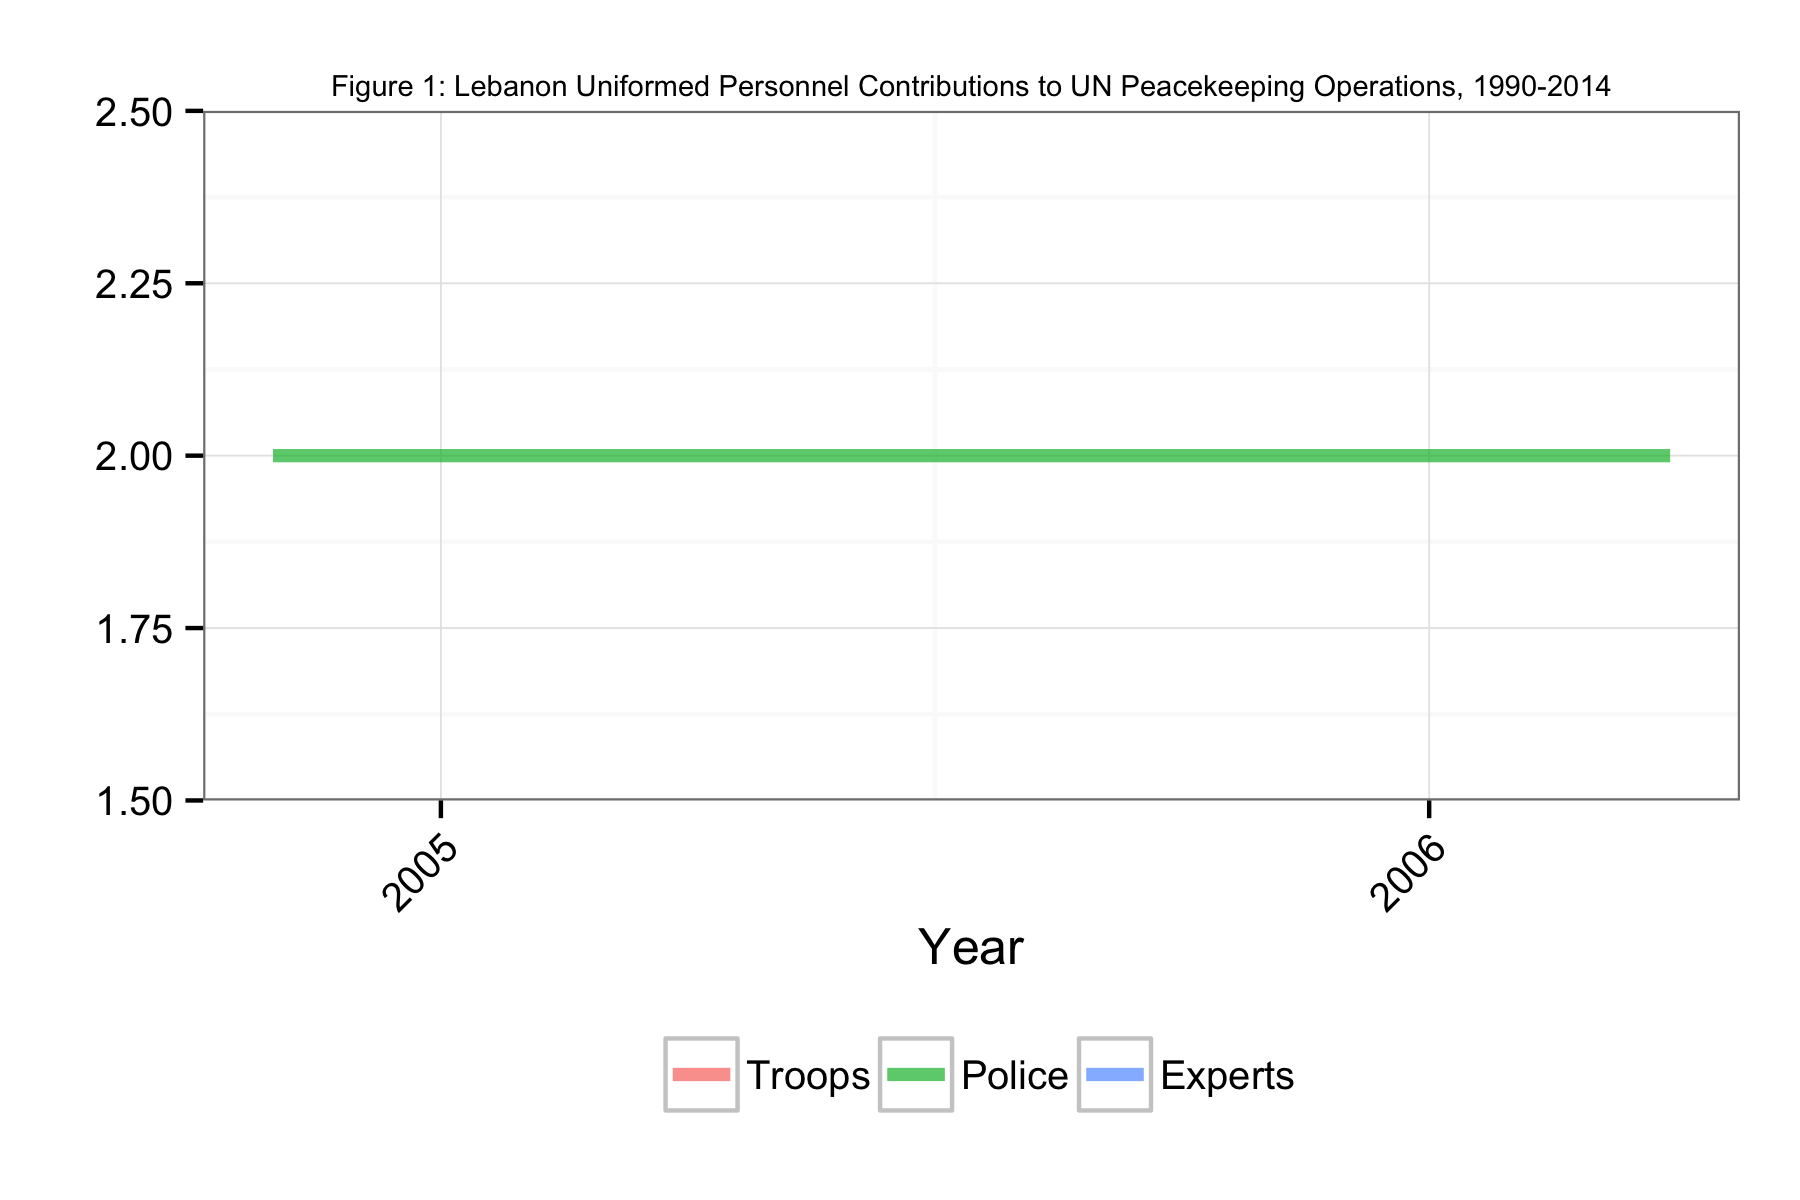 Figure 1: Lebanon Uniformed Personnel Contributions to UN Peacekeeping Operations, 1990-2014
2.50
2.25
2.00
1.75
1.50
2005 2006
Year
Troops Police Experts